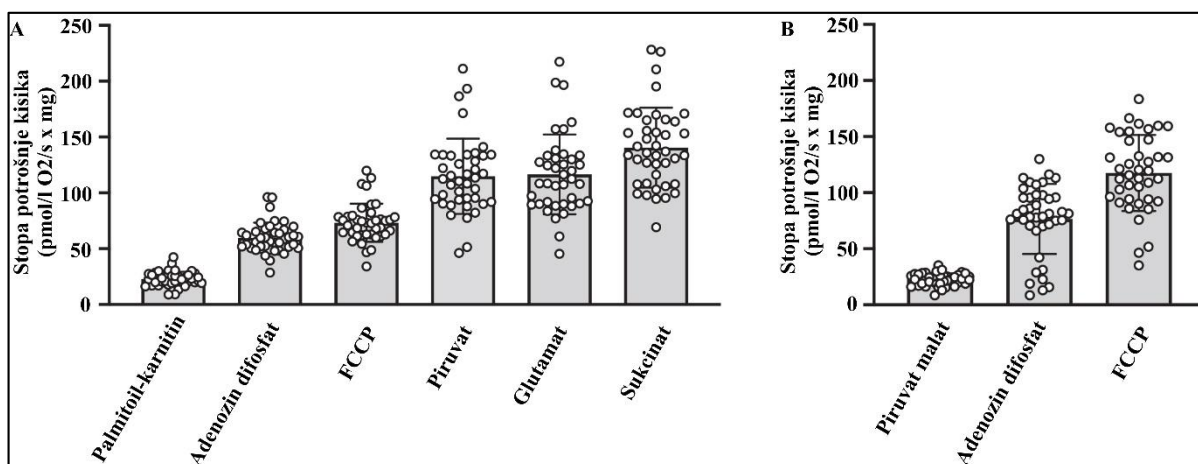 A
Stopa potrošnje kisika
(pmol/l O2/s x mg)
250
200
150
100
50
0
Palmitoil-karnitin
Adenozin difosfat
FCCP
Piruvat
Glutamat
Sukcinat
B
Stopa potrošnje kisika
(pmol/l O2/s x mg)
250
200
150
100
50
0
Piruvat malat
Adenozin difosfat
FCCP